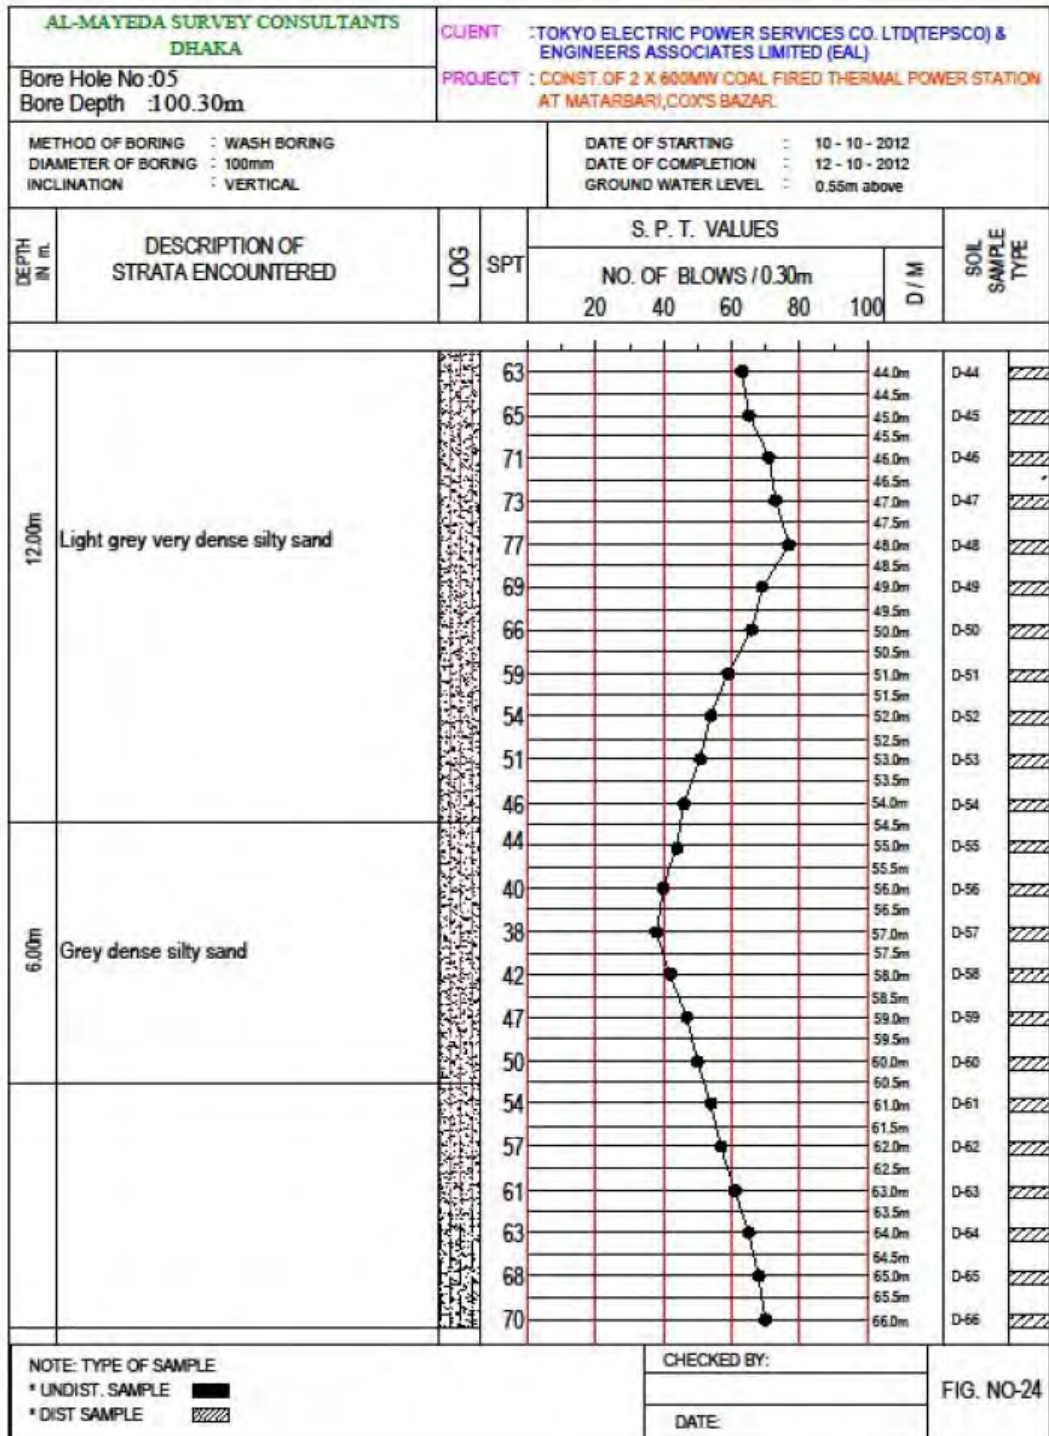 AL-MAYEDA SURVEY CONSULTANTS
DHAKA
Bore Hole No :05
Bore Depth :100.30m
CLIENT : TOKYO ELECTRIC POWER SERVICES CO. LTD(TEPSCO) &
ENGINEERS ASSOCIATES LIMITED (EAL)
PROJECT : CONST.OF 2 X 600MW COAL FIRED THERMAL POWER STATION
AT MATARBARI,COX'S BAZAR.
METHOD OF BORING : WASH BORING
DIAMETER OF BORING : 100mm
INCLINATION : VERTICAL
DATE OF STARTING : 10 - 10 - 2012
DATE OF COMPLETION : 12 - 10 - 2012
GROUND WATER LEVEL : 0.55m above
DEPTH
IN m.
DESCRIPTION OF
STRATA ENCOUNTERED
LOG
SPT
S. P. T. VALUES
NO. OF BLOWS / 0.30m
20 40 60 80 100
D / M
SOIL
SAMPLE
TYPE
63 44.0m D-44
44.5m
65 45.0m D-45
45.5m
71 46.0m D-46
46.5m
73 47.0m D-47
47.5m
12.00m Light grey very dense silty sand
77 48.0m D-48
48.5m
69 49.0m D-49
49.5m
66 50.0m D-50
50.5m
59 51.0m D-51
51.5m
54 52.0m D-52
52.5m
51 53.0m D-53
53.5m
46 54.0m D-54
54.5m
44 55.0m D-55
55.5m
40 56.0m D-56
56.5m
38 57.0m D-57
57.5m
6.00m Grey dense silty sand
42 58.0m D-58
58.5m
47 59.0m D-59
59.5m
50 60.0m D-60
60.5m
54 61.0m D-61
61.5m
57 62.0m D-62
62.5m
61 63.0m D-63
63.5m
63 64.0m D-64
64.5m
68 65.0m D-65
65.5m
70 66.0m D-66
NOTE: TYPE OF SAMPLE
* UNDIST. SAMPLE
* DIST SAMPLE
CHECKED BY:
DATE:
FIG. NO-24